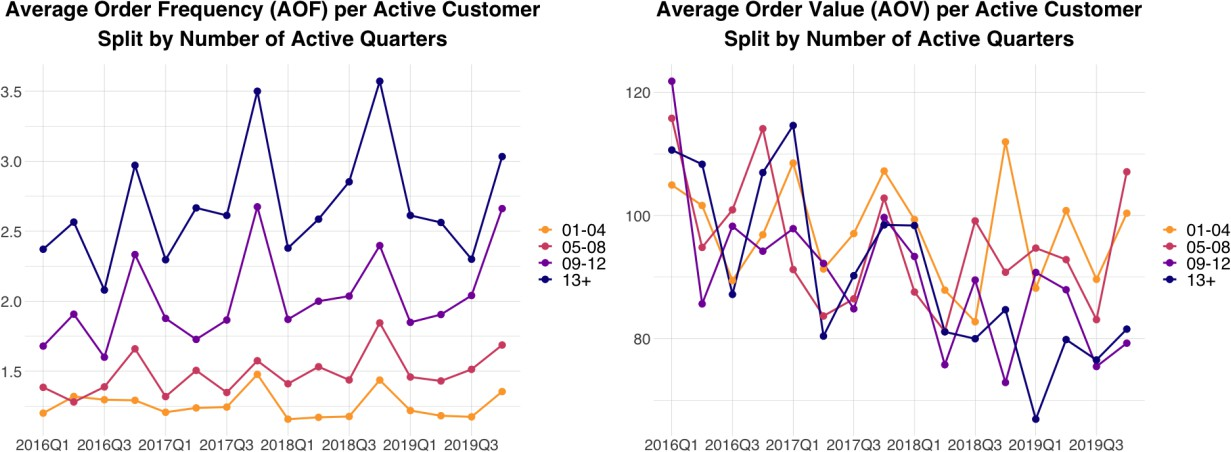 Average Order Frequency (AOF) per Active Customer
Split by Number of Active Quarters
3.5
3.0
2.5
2.0
1.5
2016Q1 2016Q3 2017Q1 2017Q3 2018Q1 2018Q3 2019Q1 2019Q3
01-04
05-08
09-12
13+
Average Order Value (AOV) per Active Customer
Split by Number of Active Quarters
120
100
80
2016Q1 2016Q3 2017Q1 2017Q3 2018Q1 2018Q3 2019Q1 2019Q3
01-04
05-08
09-12
13+